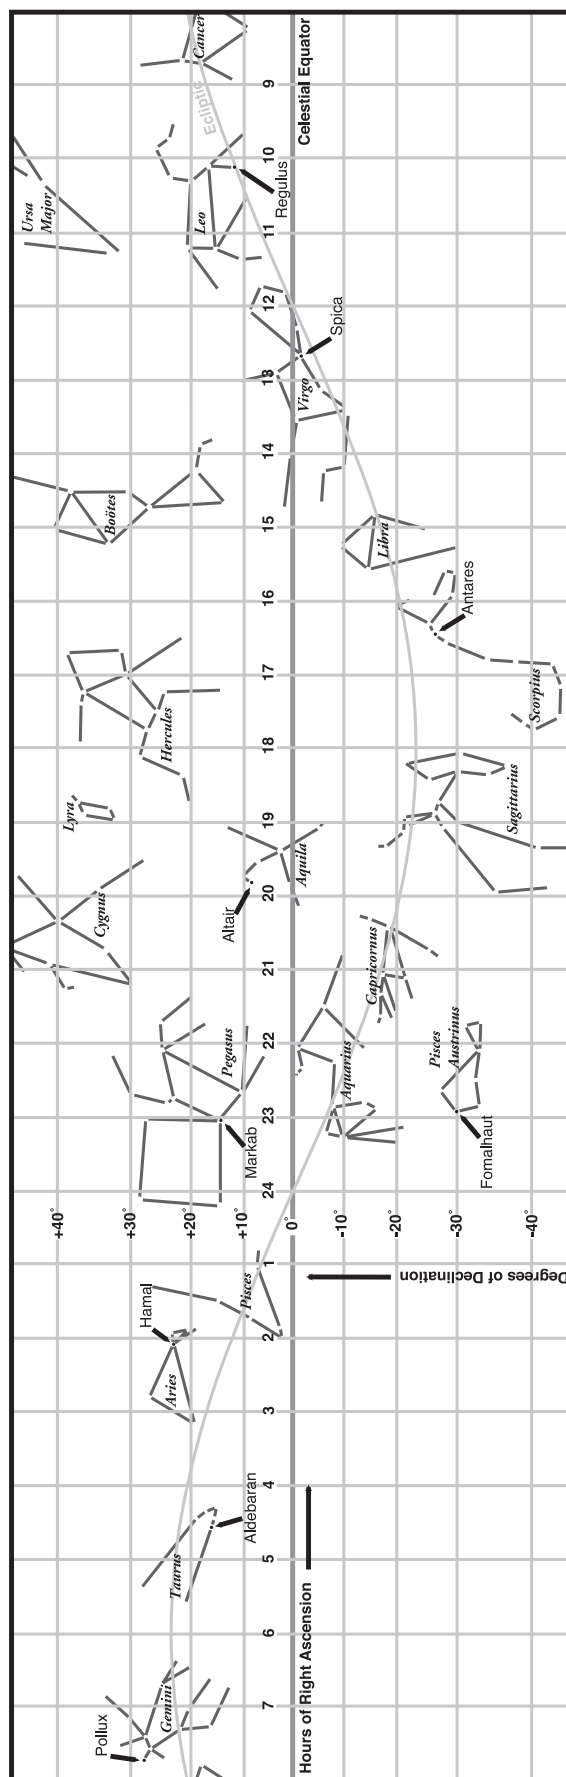 Cancer
9
Ecliptic
Celestial Equator
10
Regulus
Ursa
Major
Leo
11
12
Spica
Virgo
13
14
Boötes
15
Libra
16
Antares
17
Scorpius
Hercules
18
Sagittarius
Lyra
19
Aquila
20
Altair
Cygnus
21
Capricornus
22
Pisces
Austrinus
Pegasus
Aquarius
23
Markab
Fomalhaut
24
+40°
+30°
+20°
+10°
0°
-10°
-20°
-30°
-40°
Degrees of Declination
1
Pisces
Hamal
2
Aries
3
4
Aldebaran
5
Taurus
Hours of Right Ascension
6
7
Gemini
Pollux